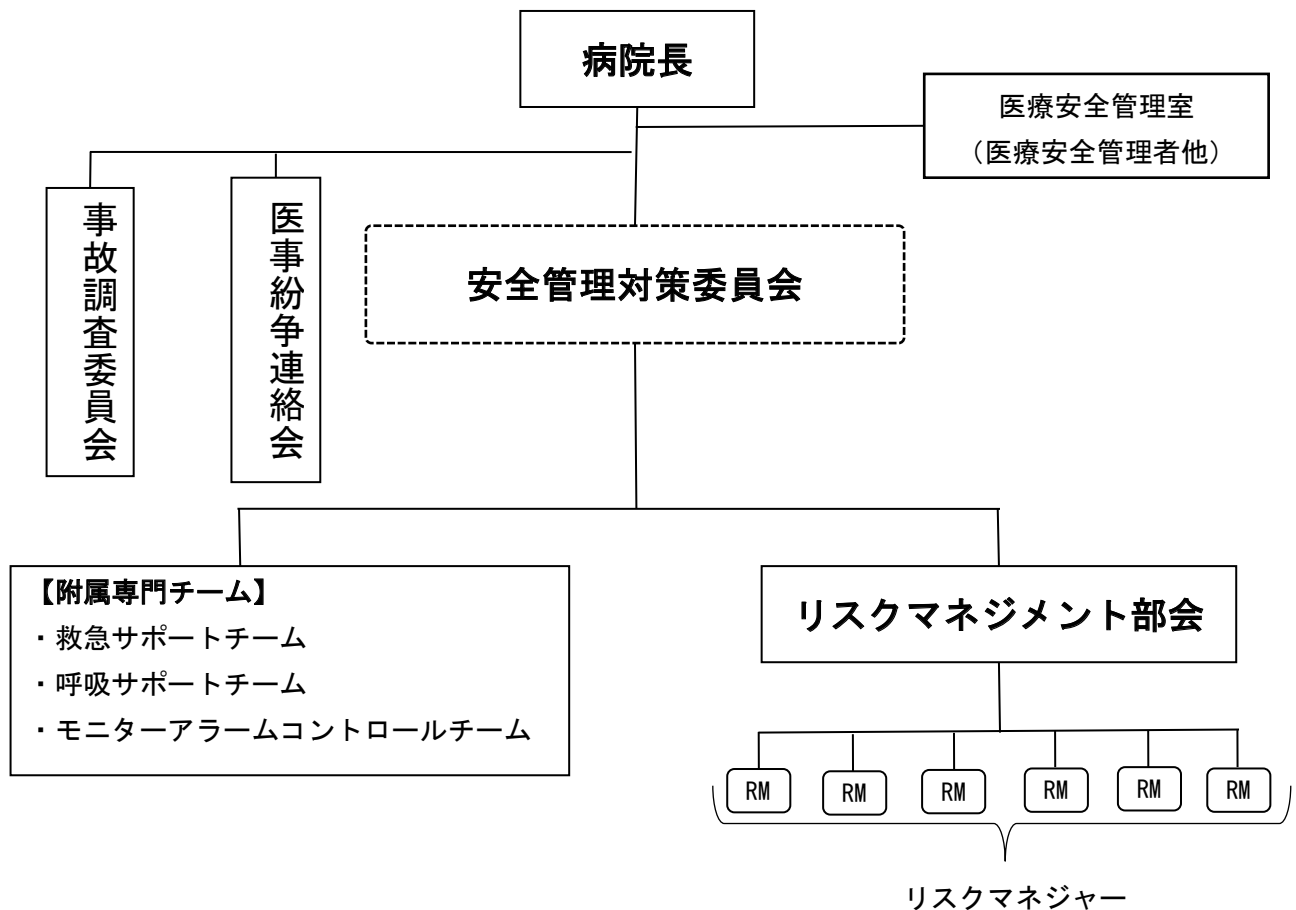 病院長
医療安全管理室
（医療安全管理者他）
事故調査委員会
医事紛争連絡会
安全管理対策委員会
【附属専門チーム】
・救急サポートチーム
・呼吸サポートチーム
・モニターアラームコントロールチーム
リスクマネジメント部会
RM
RM
RM
RM
RM
RM
リスクマネジャー